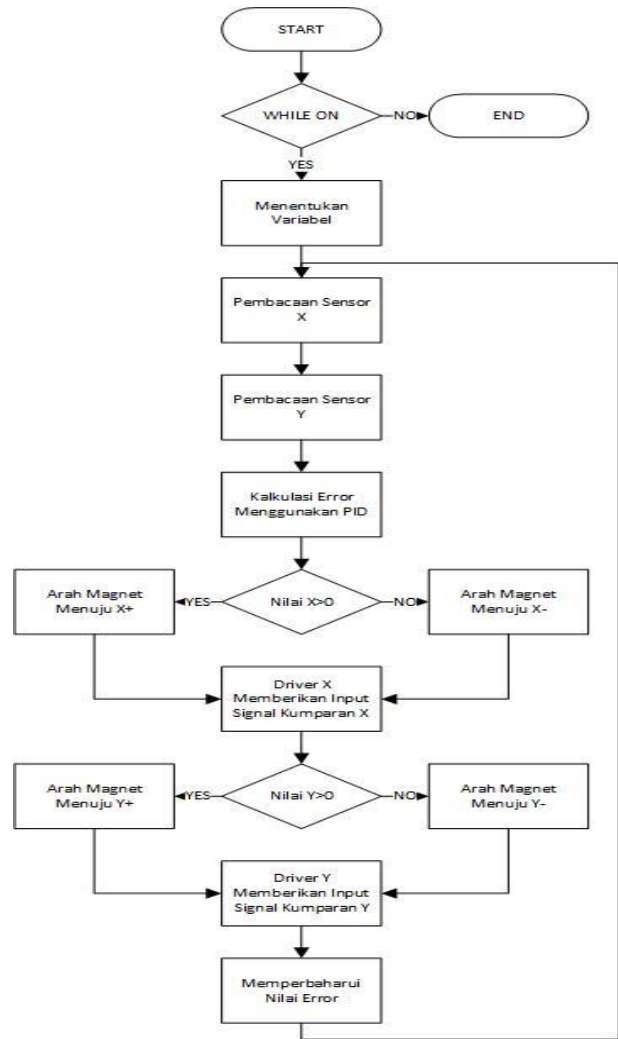 START
WHILE ON
NO
END
YES
Menentukan
Variabel
Pembacaan Sensor
X
Pembacaan Sensor
Y
Kalkulasi Error
Menggunakan PID
Arah Magnet
Menuju X+
YES
Nilai X>0
NO
Arah Magnet
Menuju X-
Driver X
Memberikan Input
Signal Kumparan X
Arah Magnet
Menuju Y+
YES
Nilai Y>0
NO
Arah Magnet
Menuju Y-
Driver Y
Memberikan Input
Signal Kumparan Y
Memperbaharui
Nilai Error